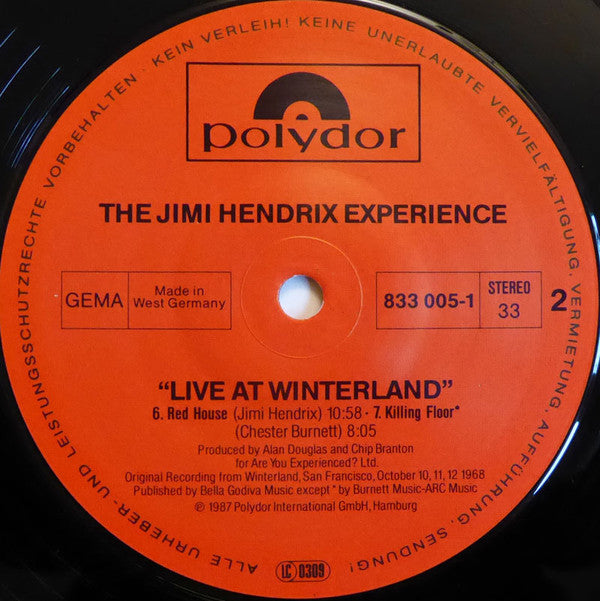 ALLE URHEBER- UND LEISTUNGSSCHUTZRECHTE VORBEHALTEN · KEIN VERLEIH! KEINE UNERLAUBTE VERVIELFÄLTIGUNG, VERMIETUNG, AUFFÜHRUNG, SENDUNG!
polydor
THE JIMI HENDRIX EXPERIENCE
GEMA
Made in
West Germany
833 005-1
STEREO
33
2
"LIVE AT WINTERLAND"
6. Red House (Jimi Hendrix) 10:58 · 7. Killing Floor*
(Chester Burnett) 8:05
Produced by Alan Douglas and Chip Branton
for Are You Experienced? Ltd.
Original Recording from Winterland, San Francisco, October 10, 11, 12 1968
Published by Bella Godiva Music except * by Burnett Music-ARC Music
℗ 1987 Polydor International GmbH, Hamburg
LC 0309